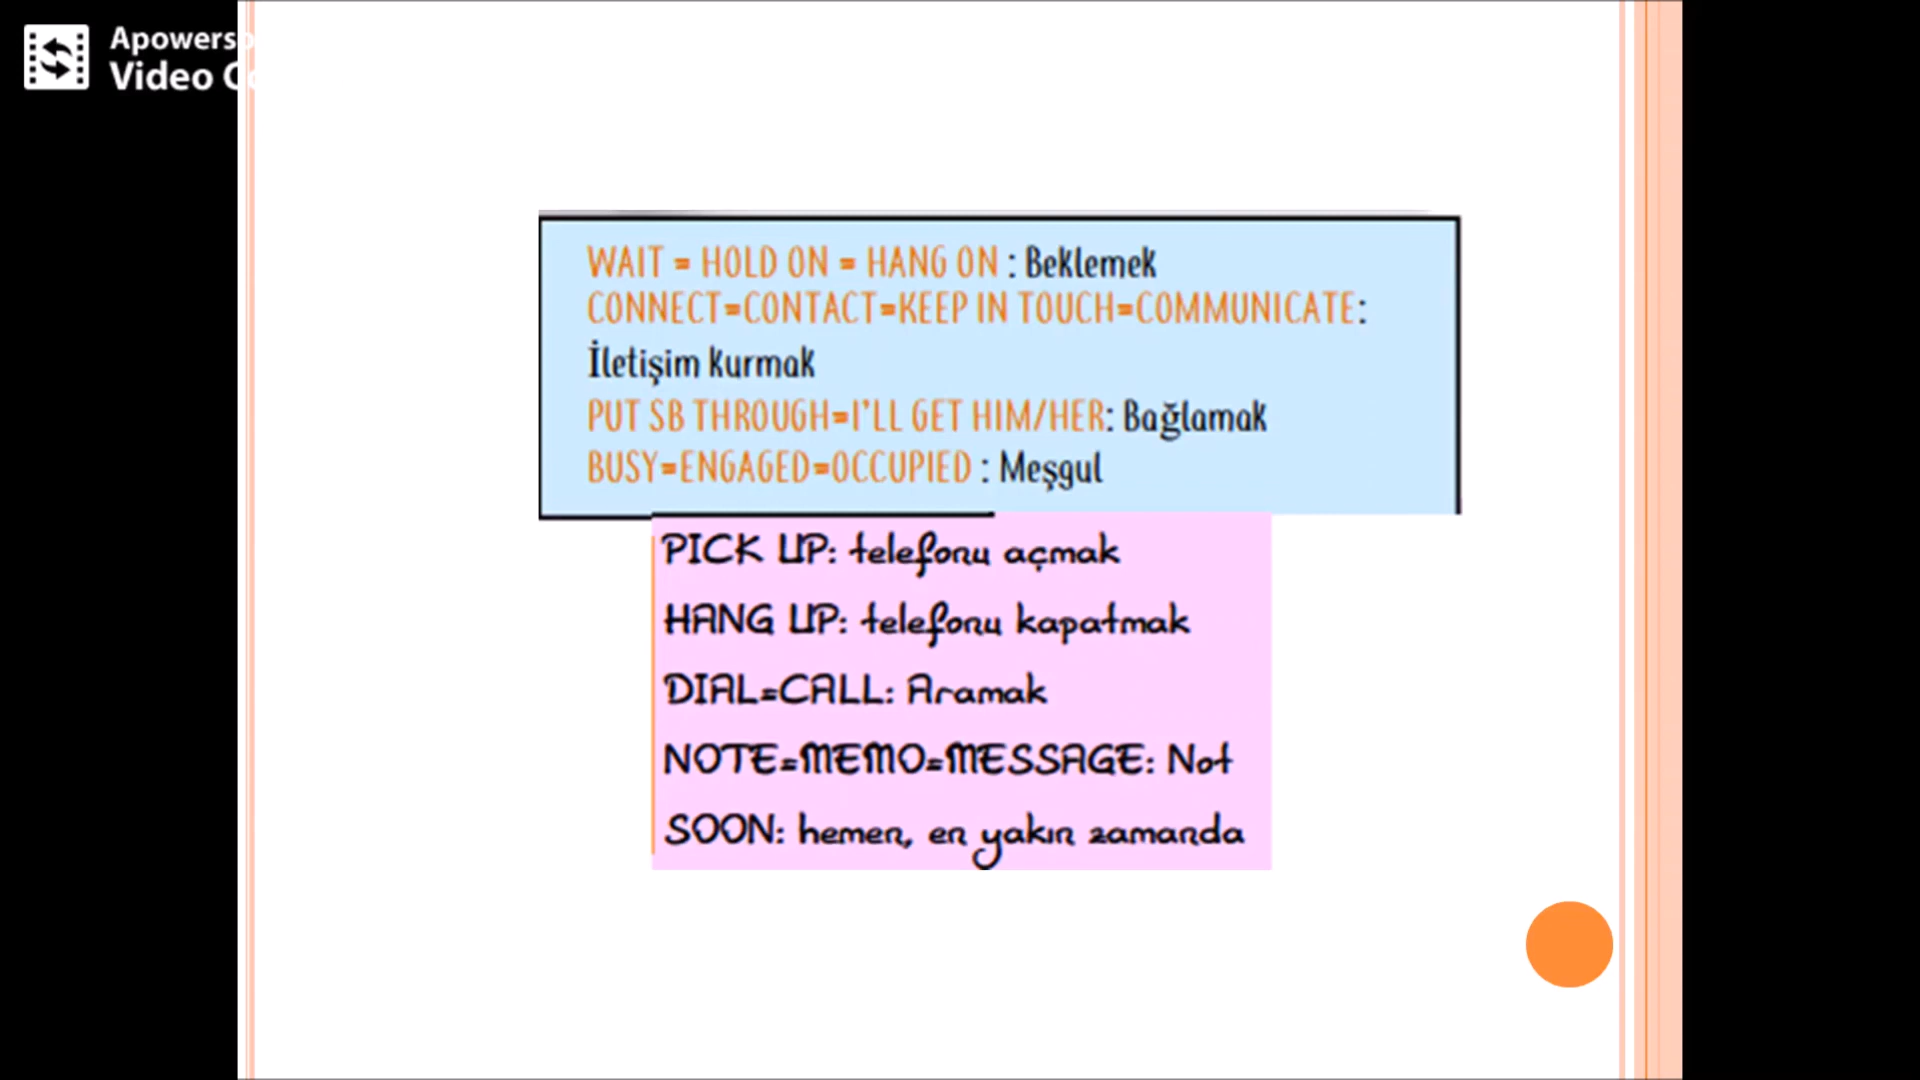 Apowers
Video C
WAIT = HOLD ON = HANG ON : Beklemek
CONNECT=CONTACT=KEEP IN TOUCH=COMMUNICATE:
İletişim kurmak
PUT SB THROUGH=I'LL GET HIM/HER: Bağlamak
BUSY=ENGAGED=OCCUPIED : Meşgul
PICK UP: telefonu açmak
HANG UP: telefonu kapatmak
DIAL=CALL: Aramak
NOTE=MEMO=MESSAGE: Not
SOON: hemen, en yakın zamanda